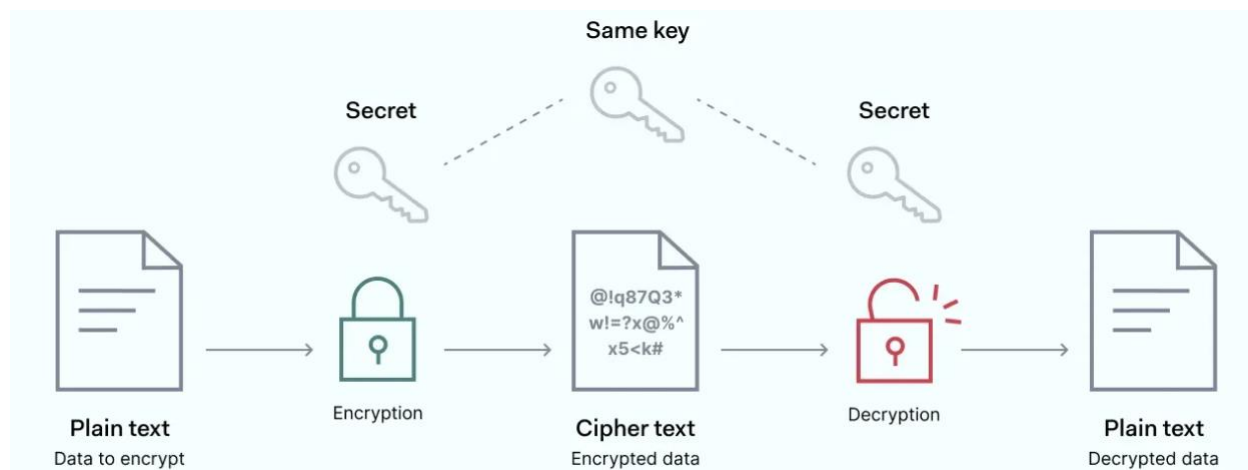 Same key
Secret
Secret
@!q87Q3*
w!=?x@%^
x5<k#
Encryption
Decryption
Plain text
Data to encrypt
Cipher text
Encrypted data
Plain text
Decrypted data